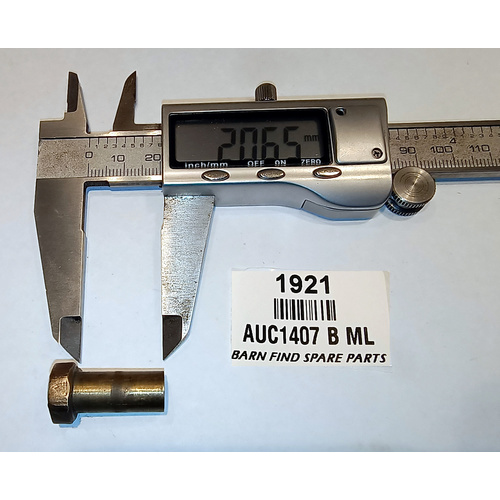 20.65 mm
inch/mm OFF ON ZERO
0 10 20 90 100 110
4
1921
AUC1407 B ML
BARN FIND SPARE PARTS